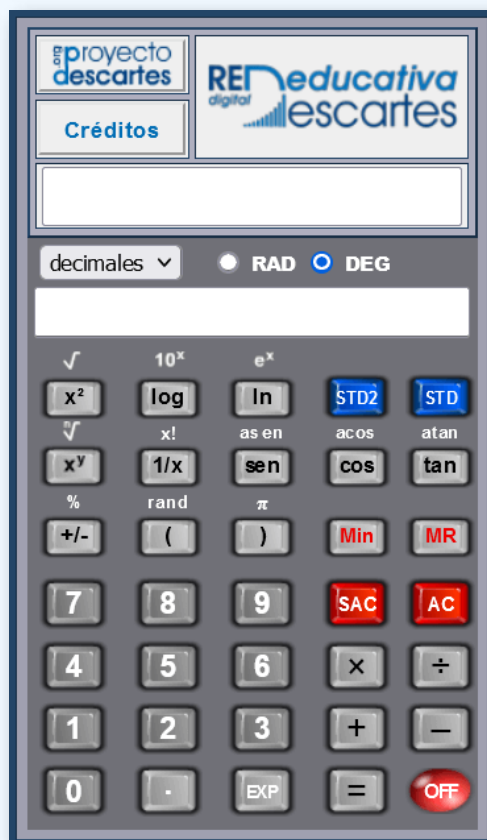 .org proyecto
descartes
Créditos
RED educativa
digital descartes
decimales RAD DEG
√ 10ˣ eˣ
x² log ln STD2 STD
ⁿ√ x! asen acos atan
xʸ 1/x sen cos tan
% rand π
+/- ( ) Min MR
7 8 9 SAC AC
4 5 6 × ÷
1 2 3 + −
0 . EXP = OFF